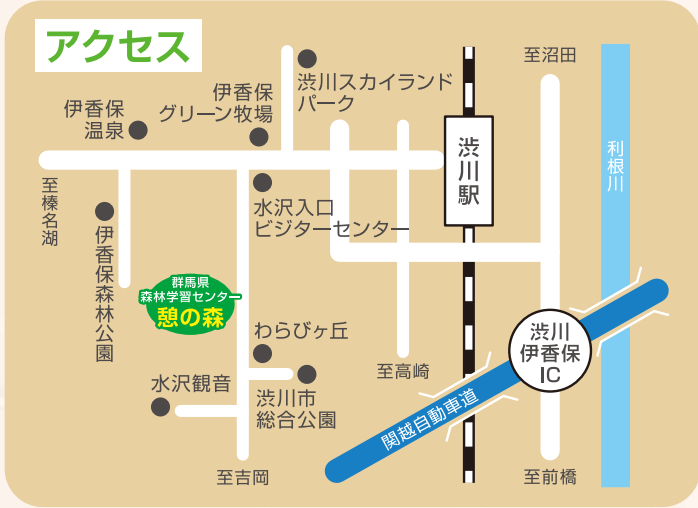 アクセス
至沼田
渋川スカイランド
パーク
伊香保
グリーン牧場
伊香保
温泉
渋川駅
利根川
至榛名湖
水沢入口
ビジターセンター
伊香保森林公園
群馬県
森林学習センター
憩の森
わらびヶ丘
渋川
伊香保
IC
至高崎
水沢観音
渋川市
総合公園
関越自動車道
至吉岡
至前橋